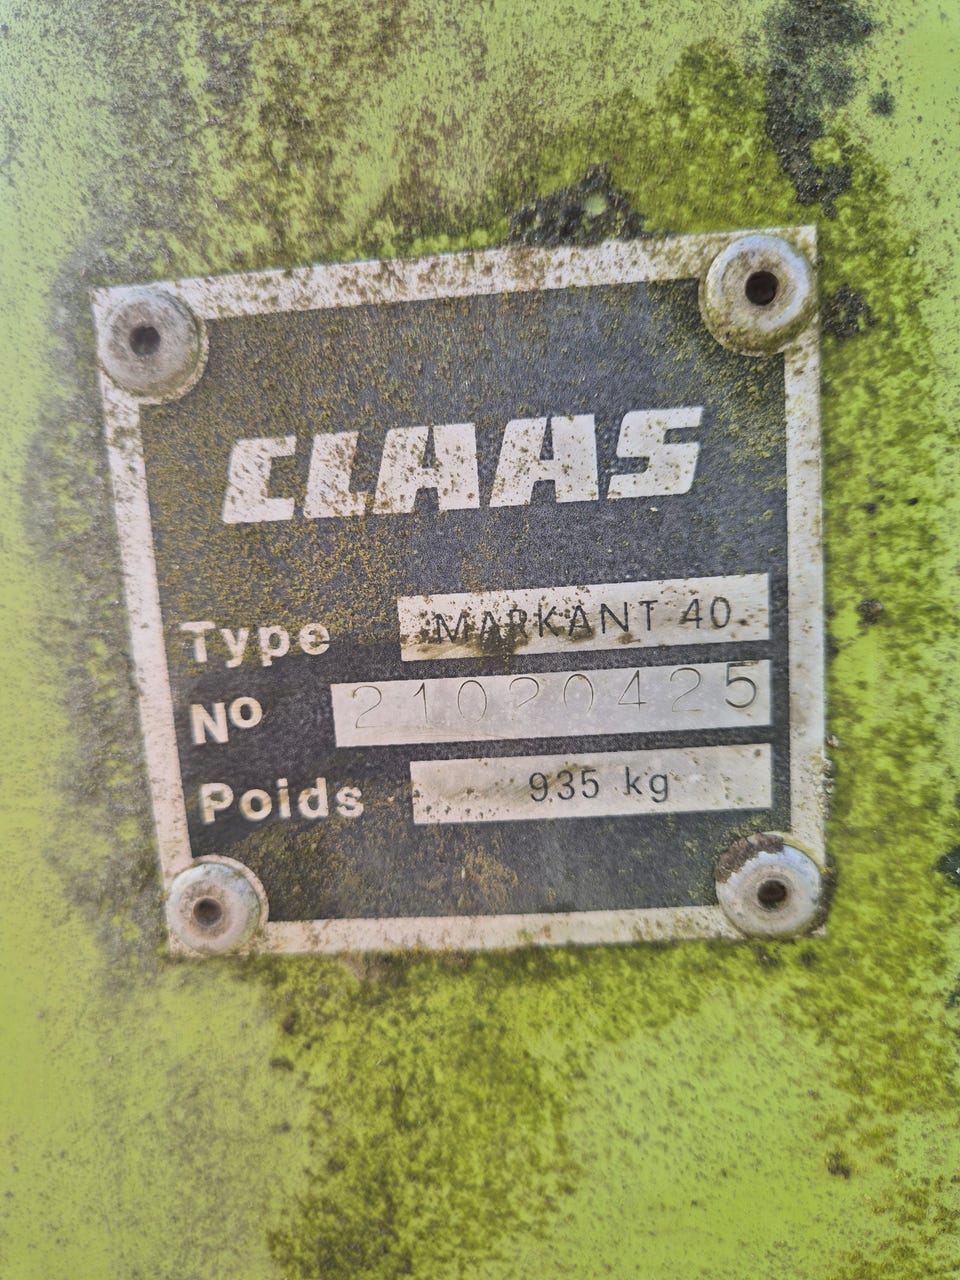 CLAAS
Type MARKANT 40
No 21020425
Poids 935 kg